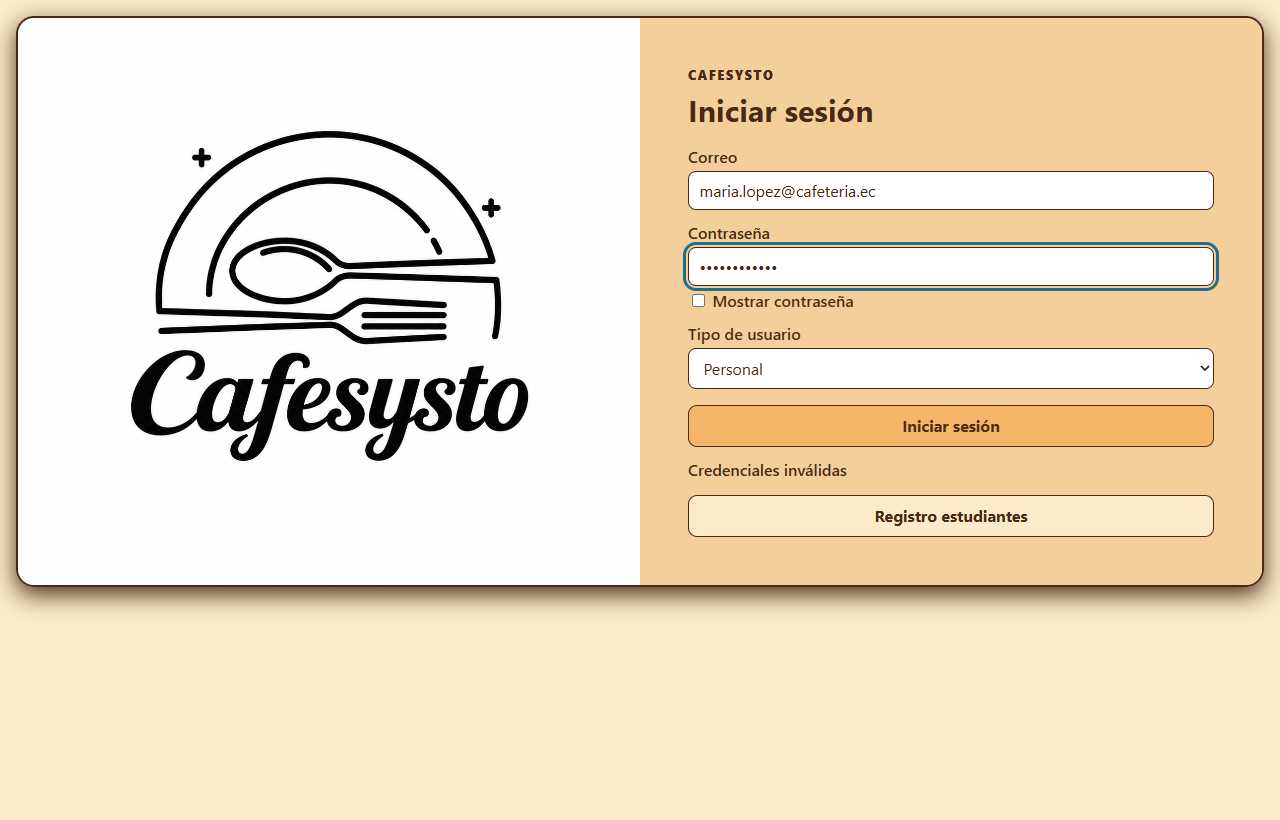 Cafesysto
CAFESYSTO
Iniciar sesión
Correo
maria.lopez@cafeteria.ec
Contraseña
••••••••••••
Mostrar contraseña
Tipo de usuario
Personal
Iniciar sesión
Credenciales inválidas
Registro estudiantes